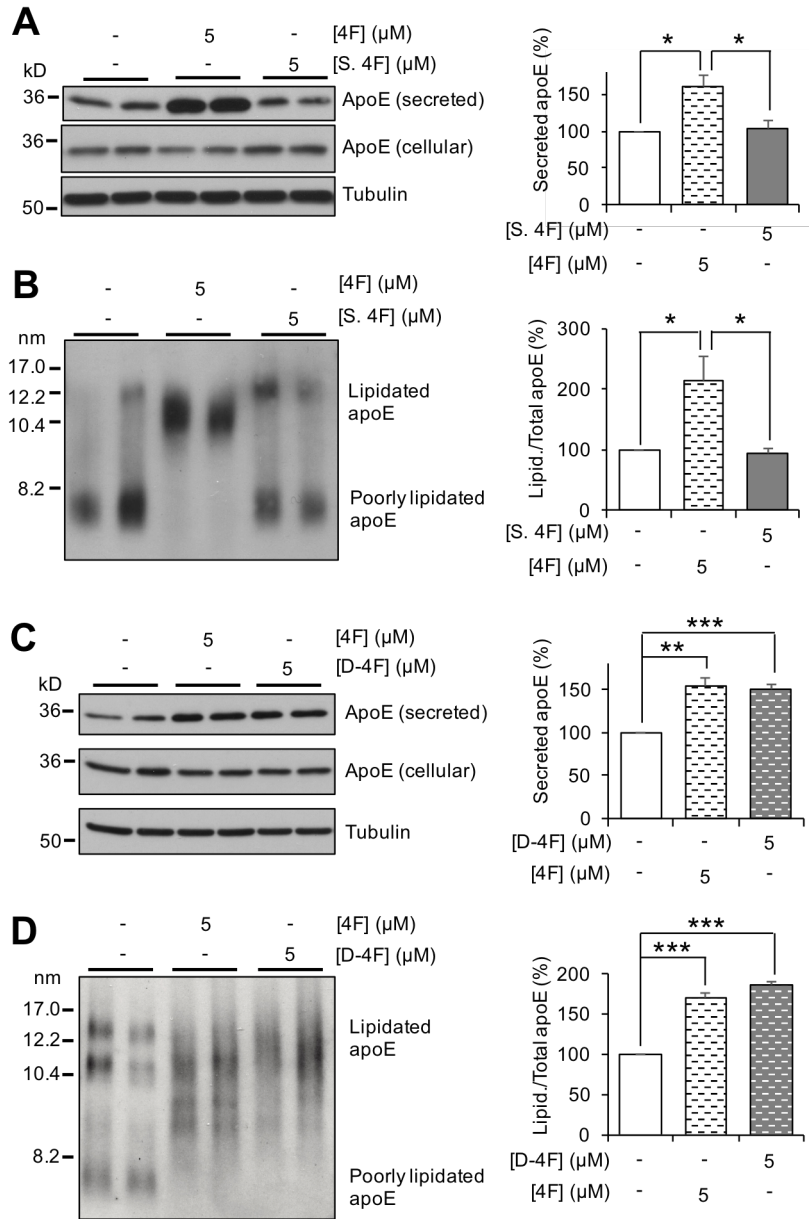 A
- 5 - [4F] (µM)
- - 5 [S. 4F] (µM)
kD
36 ApoE (secreted)
36 ApoE (cellular)
50 Tubulin
Secreted apoE (%)
150
100
50
0
* *
[S. 4F] (µM) - - 5
[4F] (µM) - 5 -
B
- 5 - [4F] (µM)
- - 5 [S. 4F] (µM)
nm
17.0
12.2
10.4
8.2
Lipidated
apoE
Poorly lipidated
apoE
Lipid./Total apoE (%)
300
200
100
0
* *
[S. 4F] (µM) - - 5
[4F] (µM) - 5 -
C
- 5 - [4F] (µM)
- - 5 [D-4F] (µM)
kD
36 ApoE (secreted)
36 ApoE (cellular)
50 Tubulin
Secreted apoE (%)
150
100
50
0
***
**
[D-4F] (µM) - - 5
[4F] (µM) - 5 -
D
- 5 - [4F] (µM)
- - 5 [D-4F] (µM)
nm
17.0
12.2
10.4
8.2
Lipidated
apoE
Poorly lipidated
apoE
Lipid./Total apoE (%)
200
150
100
50
0
***
***
[D-4F] (µM) - - 5
[4F] (µM) - 5 -